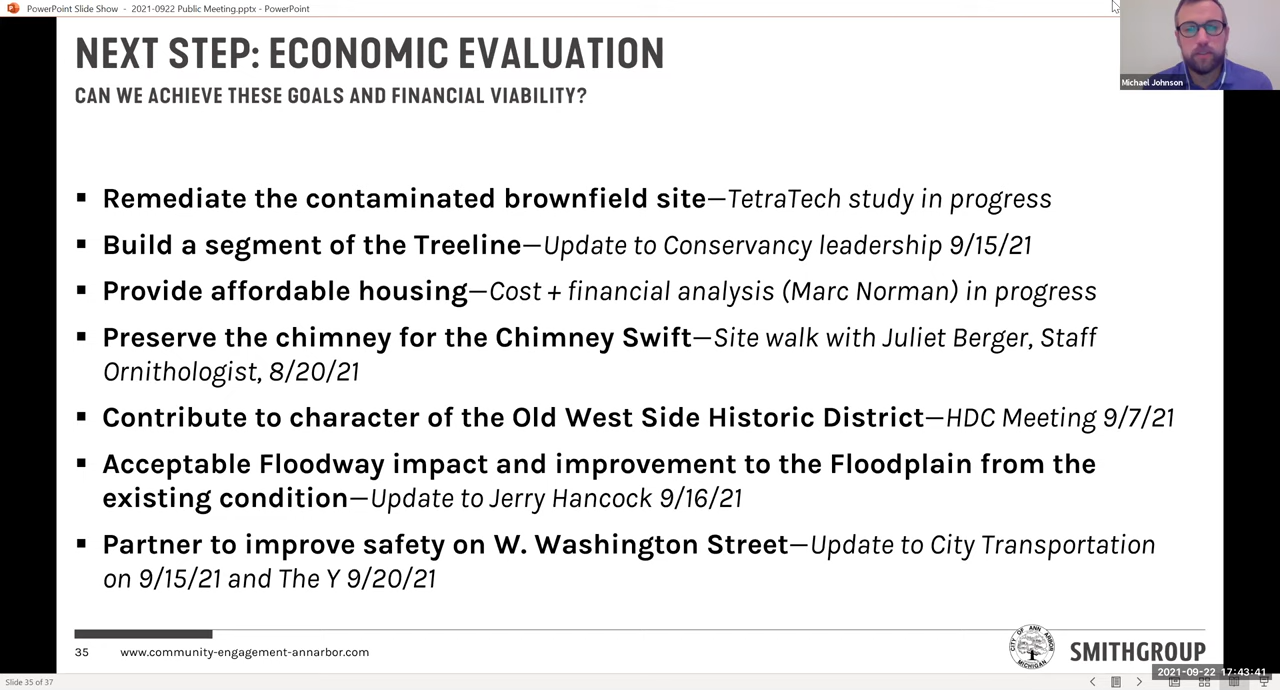 PowerPoint Slide Show - 2021-0922 Public Meeting.pptx - PowerPoint
NEXT STEP: ECONOMIC EVALUATION
CAN WE ACHIEVE THESE GOALS AND FINANCIAL VIABILITY?
Michael Johnson
▪ Remediate the contaminated brownfield site—TetraTech study in progress
▪ Build a segment of the Treeline—Update to Conservancy leadership 9/15/21
▪ Provide affordable housing—Cost + financial analysis (Marc Norman) in progress
▪ Preserve the chimney for the Chimney Swift—Site walk with Juliet Berger, Staff
Ornithologist, 8/20/21
▪ Contribute to character of the Old West Side Historic District—HDC Meeting 9/7/21
▪ Acceptable Floodway impact and improvement to the Floodplain from the
existing condition—Update to Jerry Hancock 9/16/21
▪ Partner to improve safety on W. Washington Street—Update to City Transportation
on 9/15/21 and The Y 9/20/21
35 www.community-engagement-annarbor.com
CITY OF ANN ARBOR
MICHIGAN
SMITHGROUP
2021-09-22 17:43:41
Slide 35 of 37